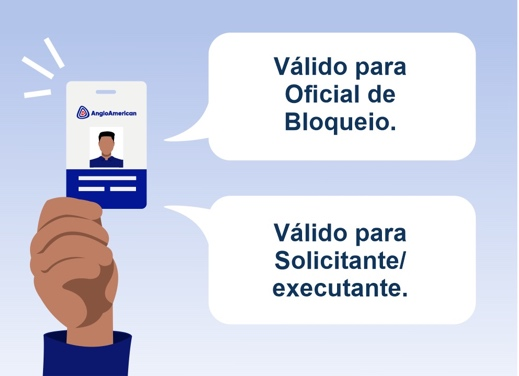 Válido para
Oficial de
Bloqueio.
AngloAmerican
Válido para
Solicitante/
executante.